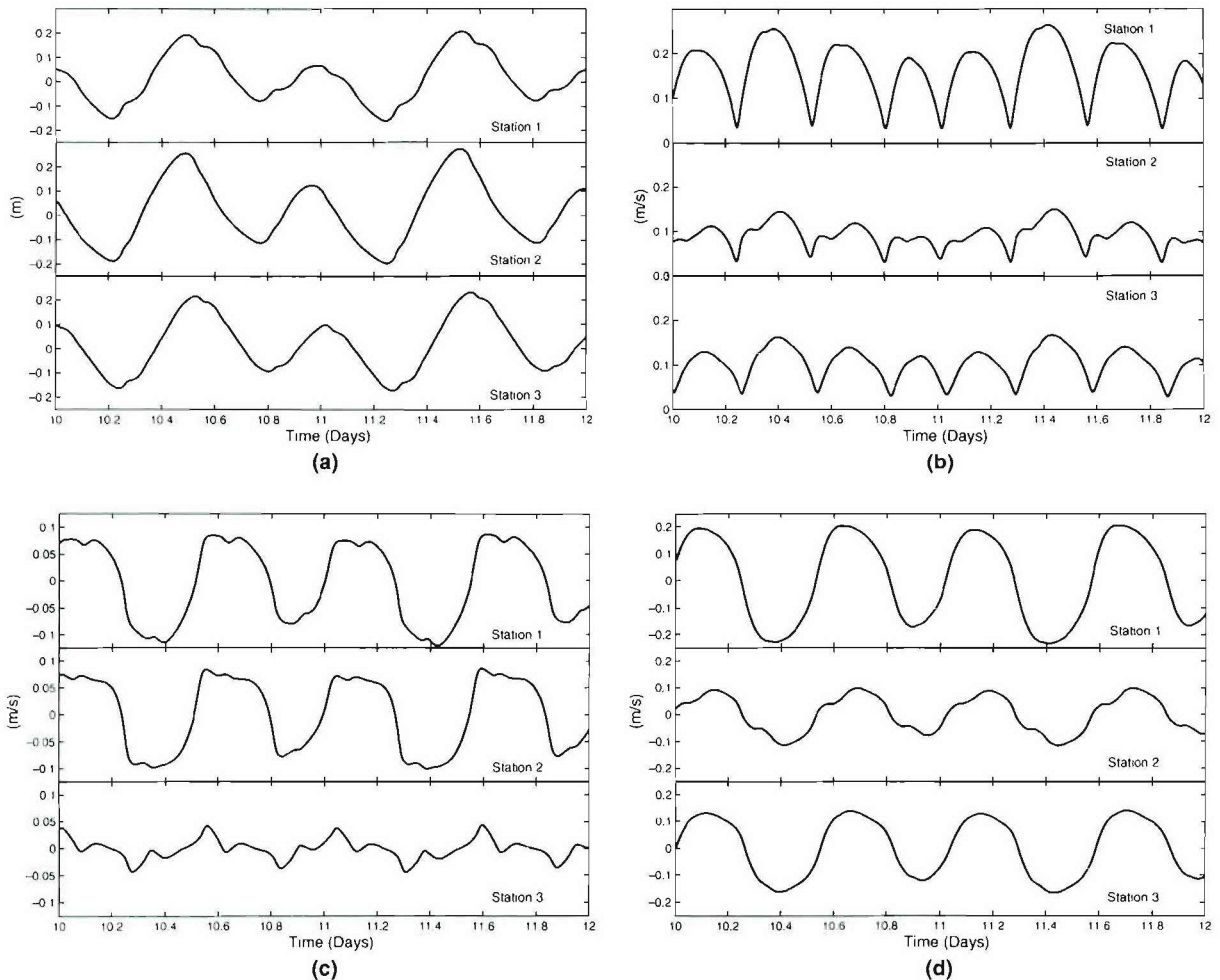 0 2
0 1
0
−0 1
−0 2
Station 1
0 2
0 1
0
−0 1
−0 2
Station 2
0 2
0 1
0
−0 1
−0 2
Station 3
(m)
10 10 2 10 4 10 6 10 8 11 11 2 11 4 11 6 11 8 12
Time (Days)
(a)
Station 1
0.2
0 1
0
Station 2
0.2
0 1
0.0
Station 3
0.2
0 1
0
(m/s)
10 10.2 10.4 10.6 10.8 11 11.2 11.4 11.6 11.8 12
Time (Days)
(b)
0 1
0 05
0
−0.05
−0 1
Station 1
0 1
0 05
0
−0.05
−0 1
Station 2
0 1
0.05
0
−0.05
−0 1
Station 3
(m/s)
10 10 2 10 4 10 6 10 8 11 11.2 11.4 11.6 11.8 12
Time (Days)
(c)
0.2
0.1
0
−0.1
−0.2
Station 1
0.2
0.1
0
−0.1
−0.2
Station 2
0.2
0.1
0
−0.1
−0.2
Station 3
(m/s)
10 10.2 10.4 10.6 10.8 11 11.2 11.4 11.6 11.8 12
Time (Days)
(d)